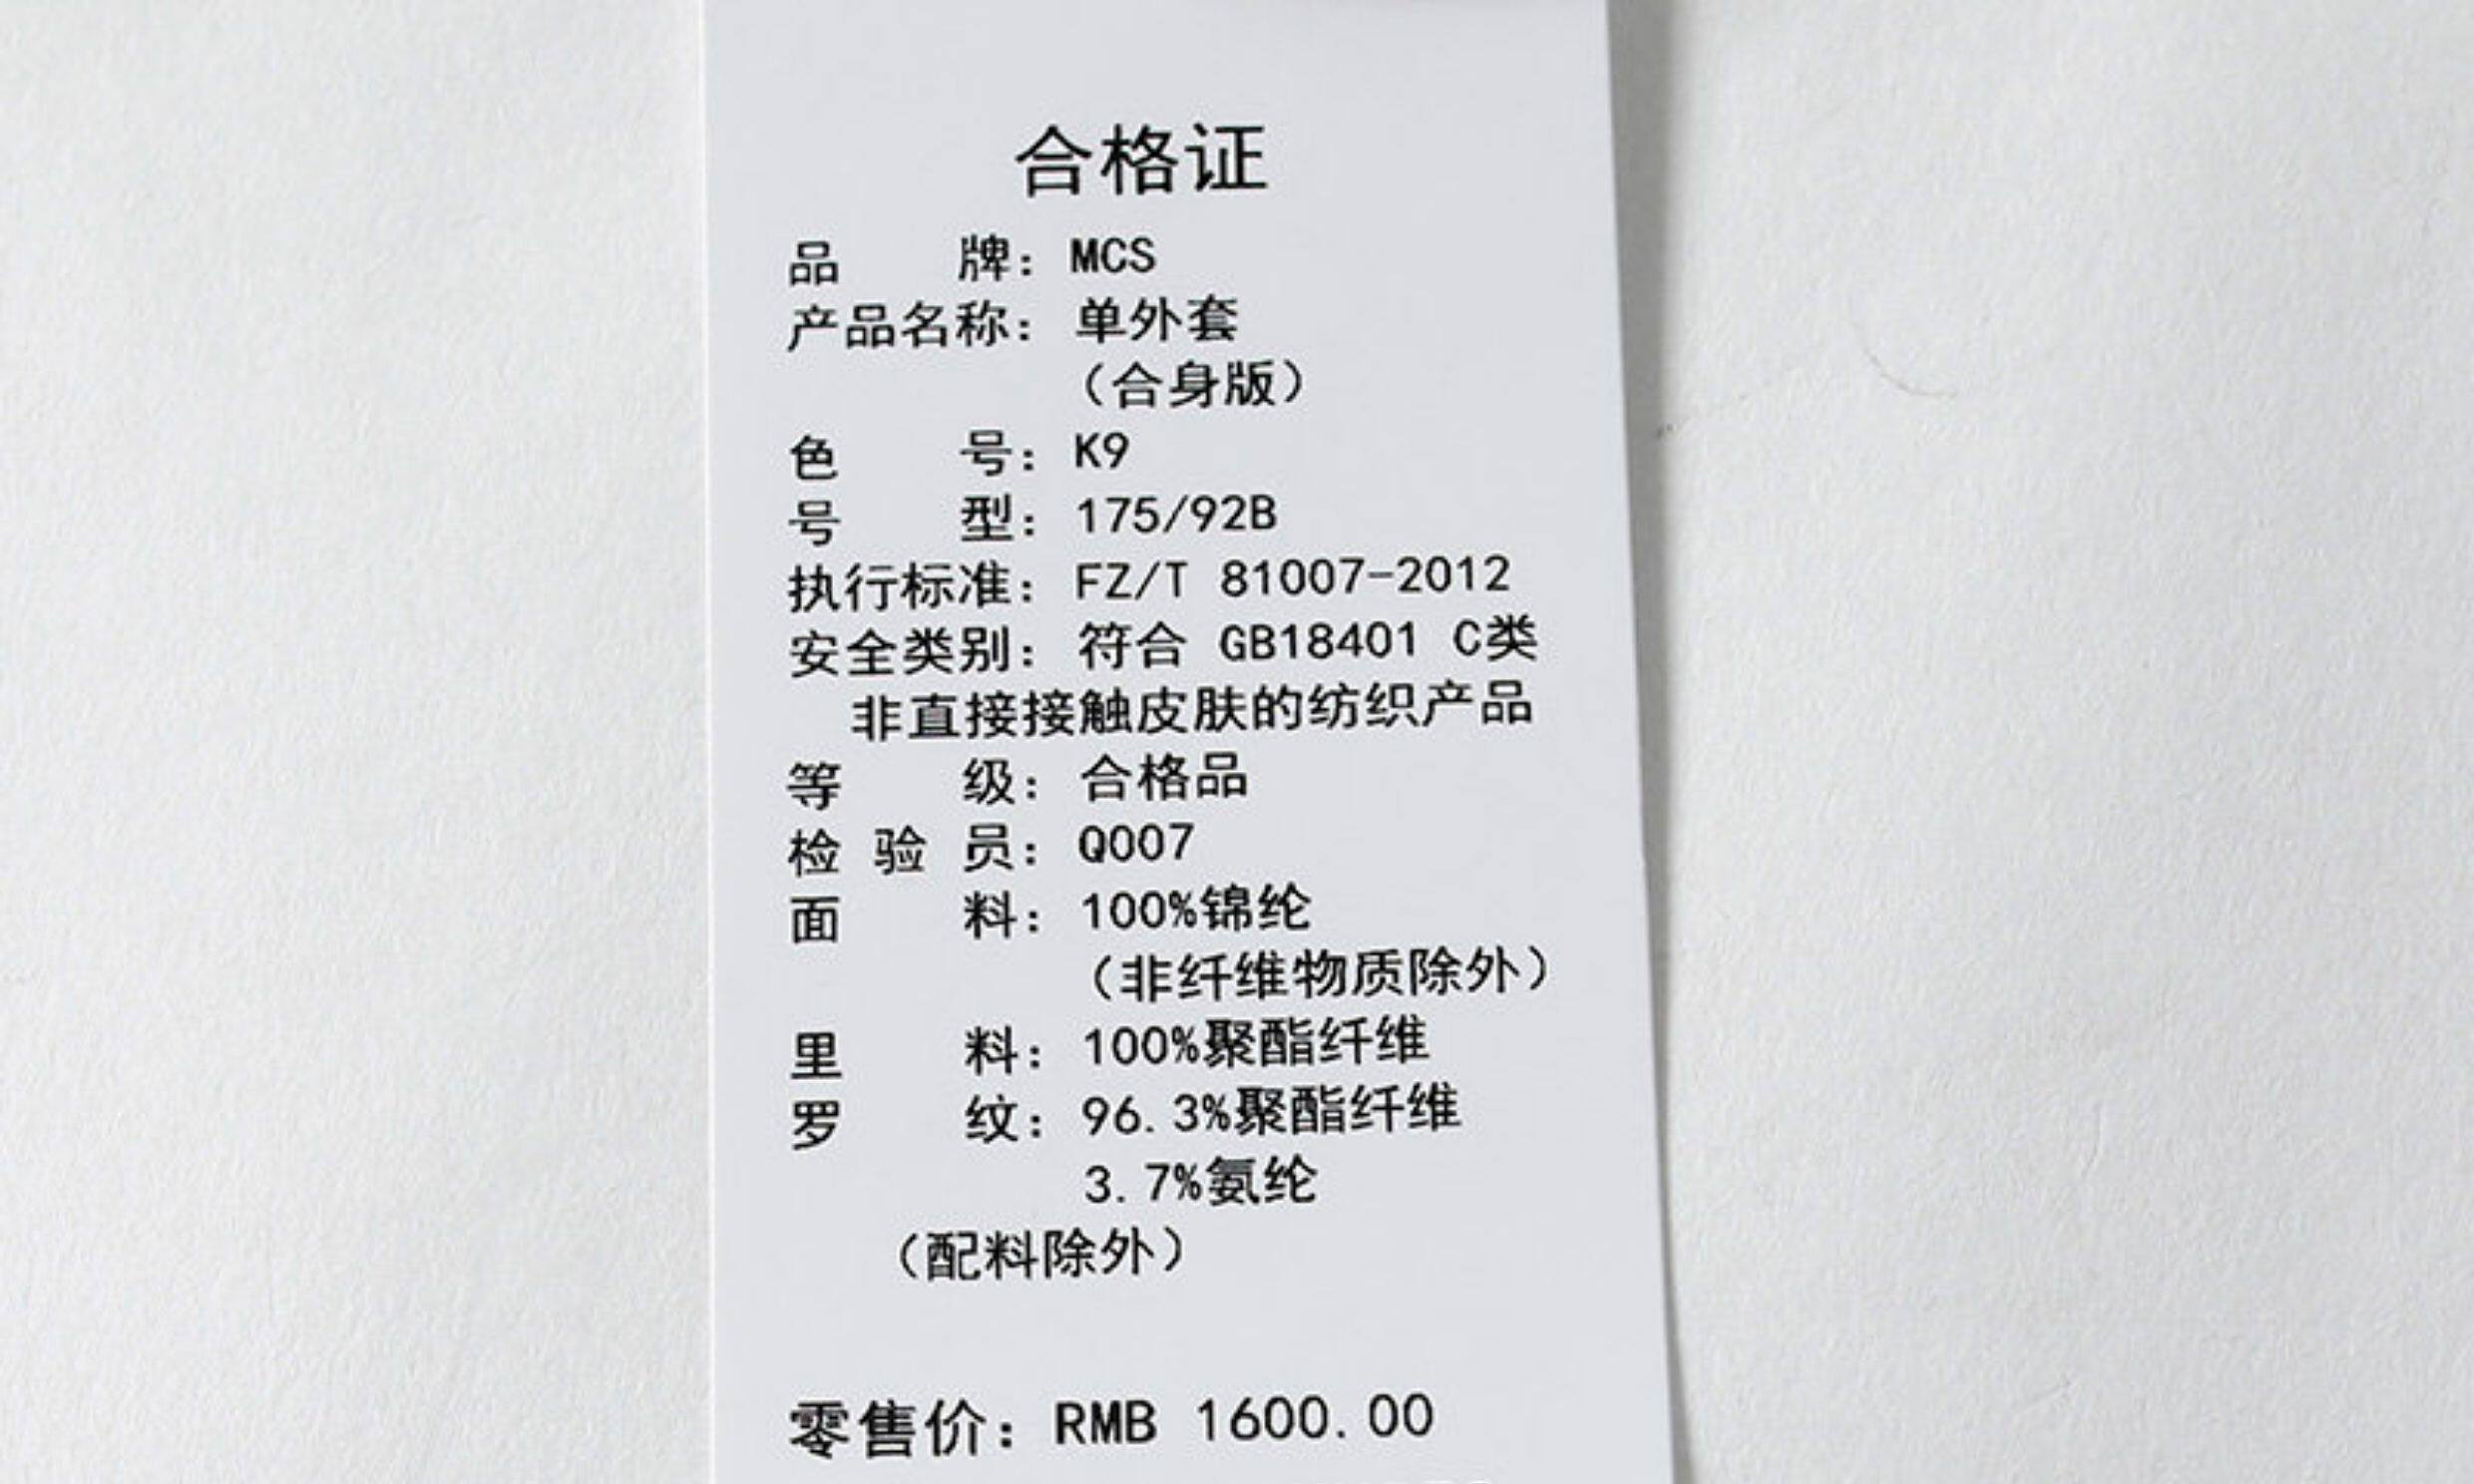 合格证
品 牌：MCS
产品名称：单外套
（合身版）
色 号：K9
号 型：175/92B
执行标准：FZ/T 81007-2012
安全类别：符合 GB18401 C类
非直接接触皮肤的纺织产品
等 级：合格品
检 验 员：Q007
面 料：100%锦纶
（非纤维物质除外）
里 料：100%聚酯纤维
罗 纹：96.3%聚酯纤维
3.7%氨纶
（配料除外）
零售价：RMB 1600.00